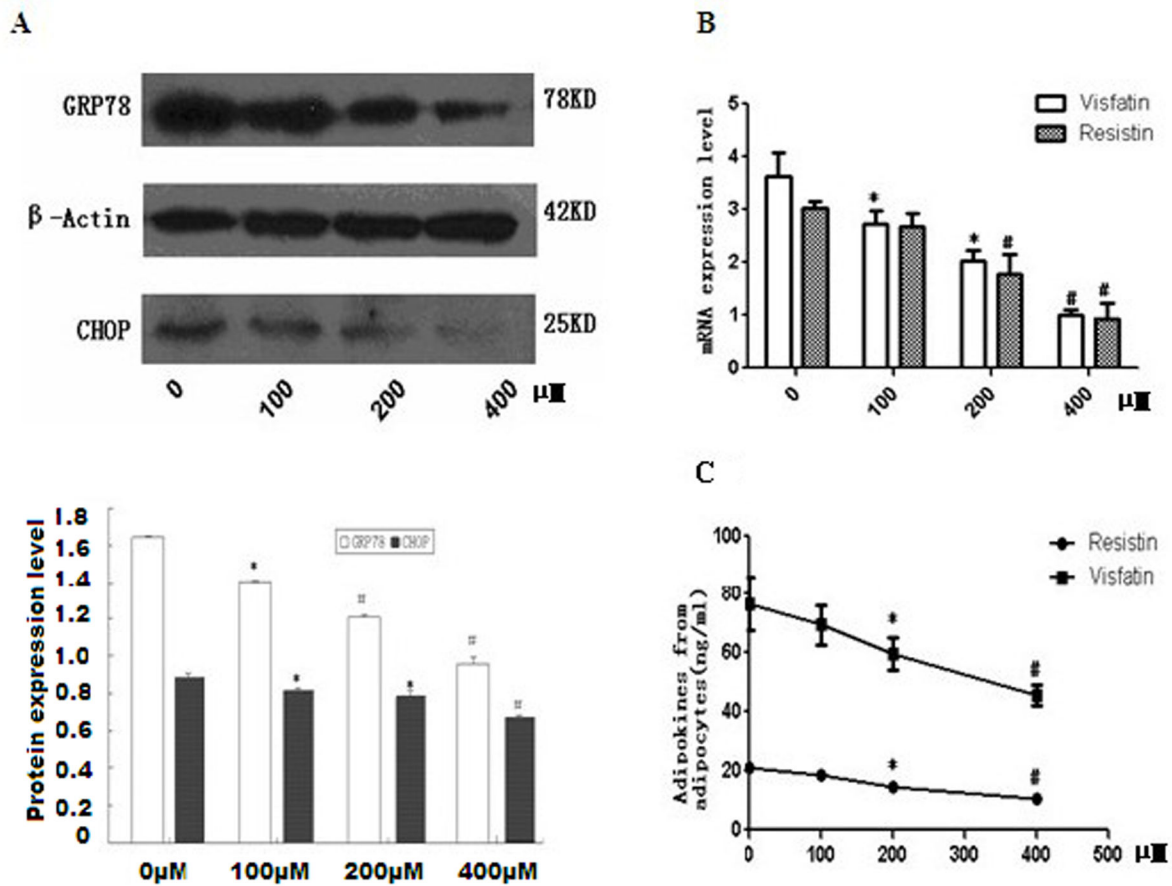 A
GRP78
78KD
β-Actin
42KD
CHOP
25KD
0 100 200 400 μM
Protein expression level
1.8
1.6
1.4
1.2
1.0
0.8
0.6
0.4
0.2
0
GRP78 CHOP
*
#
#
*
*
#
0μM 100μM 200μM 400μM
B
Visfatin
Resistin
mRNA expression level
5
4
3
2
1
0
*
* #
# #
0 100 200 400 μM
C
Resistin
Visfatin
Adipokines from
adipocytes(ng/ml)
100
80
60
40
20
0
*
#
*
#
0 100 200 300 400 500 μM